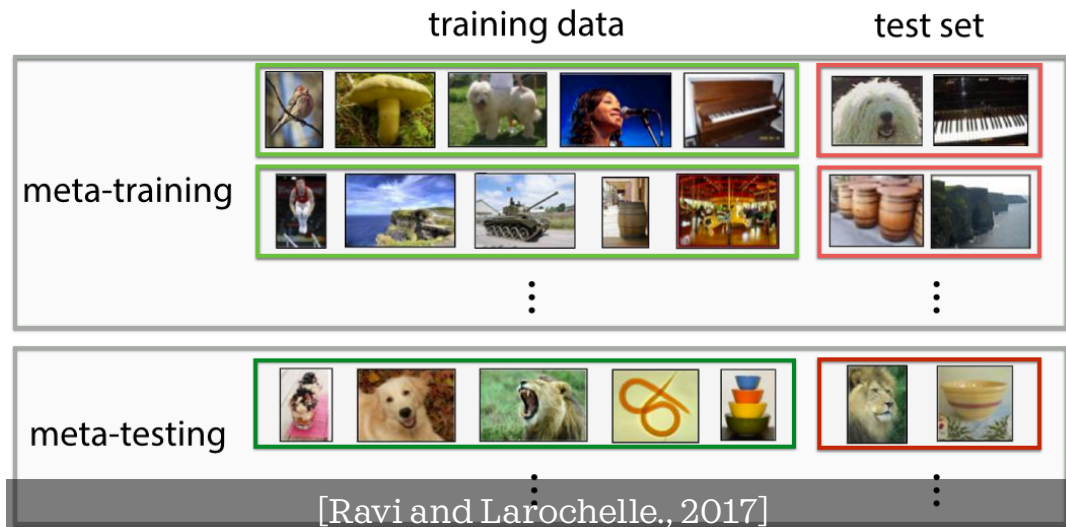 training data
test set
meta-training
meta-testing
[Ravi and Larochelle., 2017]